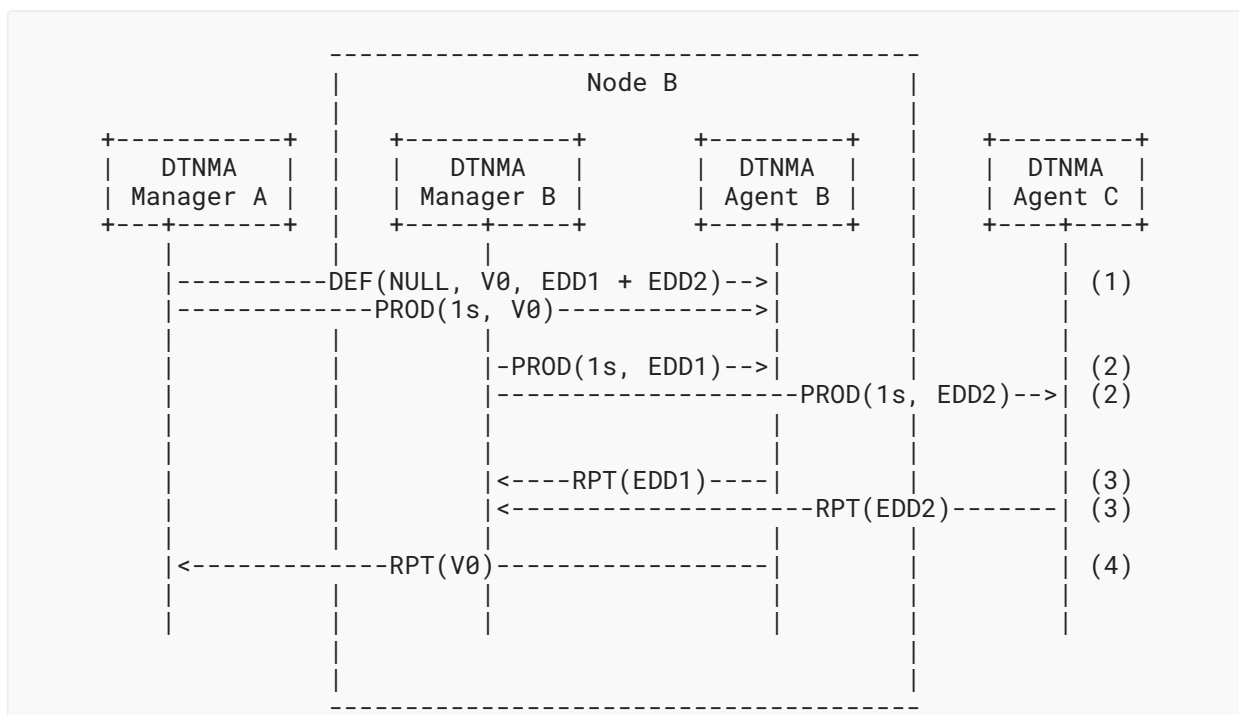 Node B
DTNMA DTNMA DTNMA DTNMA
Manager A Manager B Agent B Agent C
DEF(NULL, V0, EDD1 + EDD2) (1)
PROD(1s, V0)
PROD(1s, EDD1) (2)
PROD(1s, EDD2) (2)
RPT(EDD1) (3)
RPT(EDD2) (3)
RPT(V0) (4)